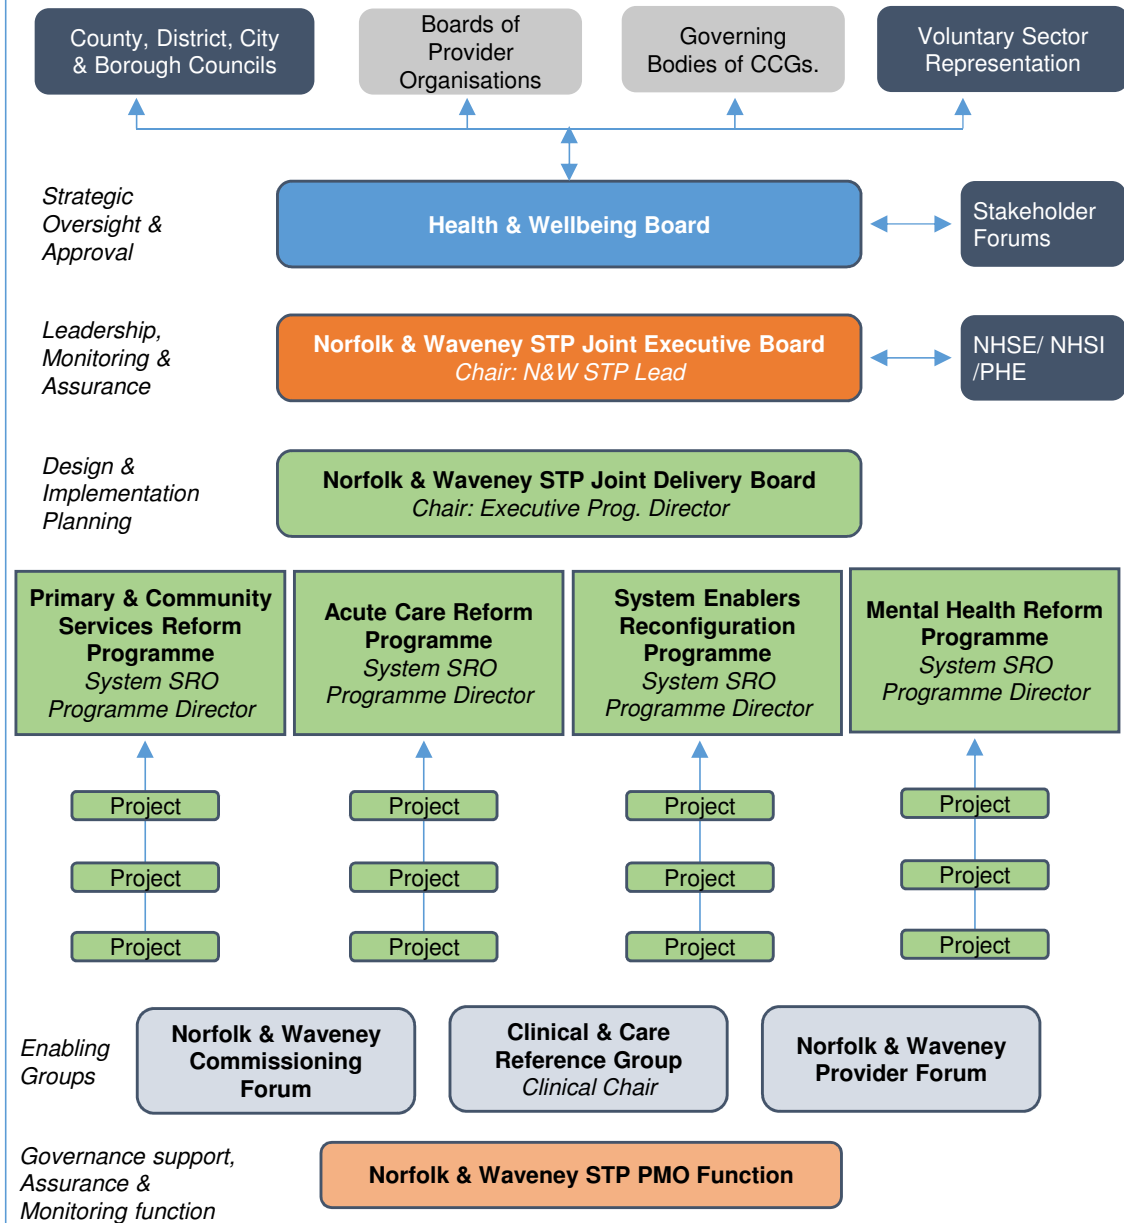 County, District, City
& Borough Councils
Boards of
Provider
Organisations
Governing
Bodies of CCGs.
Voluntary Sector
Representation
Strategic
Oversight &
Approval
Health & Wellbeing Board
Stakeholder
Forums
Leadership,
Monitoring &
Assurance
Norfolk & Waveney STP Joint Executive Board
Chair: N&W STP Lead
NHSE/ NHSI
/PHE
Design &
Implementation
Planning
Norfolk & Waveney STP Joint Delivery Board
Chair: Executive Prog. Director
Primary & Community
Services Reform
Programme
System SRO
Programme Director
Acute Care Reform
Programme
System SRO
Programme Director
System Enablers
Reconfiguration
Programme
System SRO
Programme Director
Mental Health Reform
Programme
System SRO
Programme Director
Project
Project
Project
Project
Project
Project
Project
Project
Project
Project
Project
Project
Enabling
Groups
Norfolk & Waveney
Commissioning
Forum
Clinical & Care
Reference Group
Clinical Chair
Norfolk & Waveney
Provider Forum
Governance support,
Assurance &
Monitoring function
Norfolk & Waveney STP PMO Function